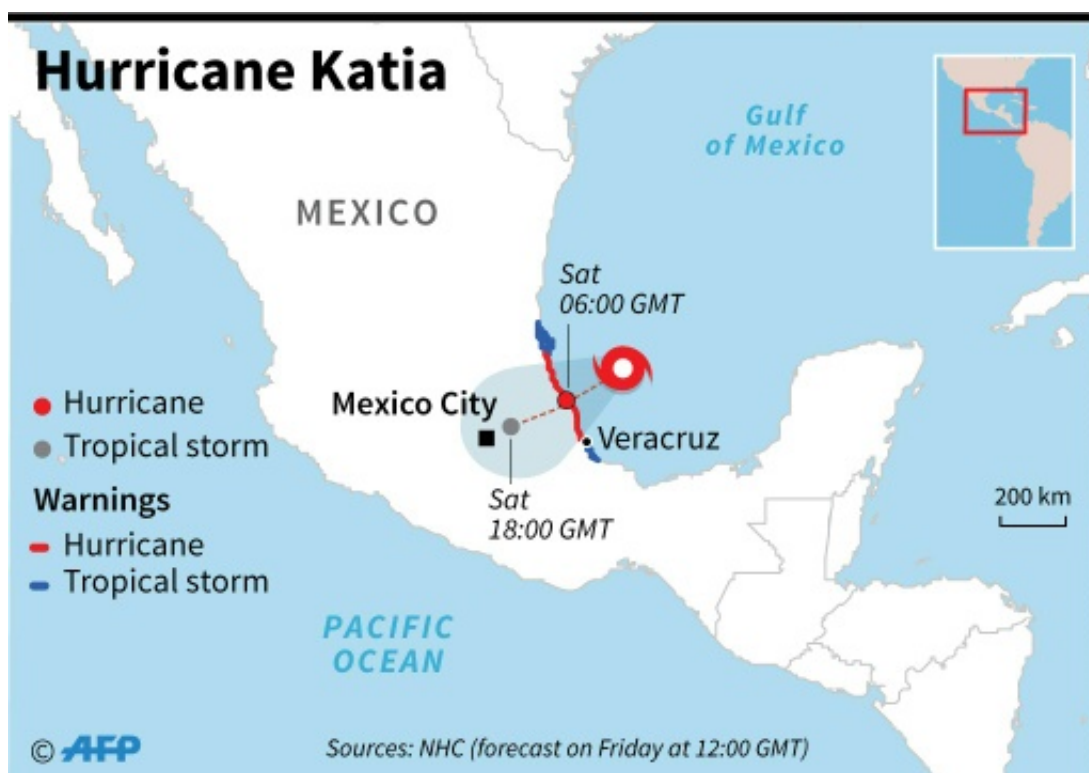 Hurricane Katia
Gulf
of Mexico
MEXICO
Sat
06:00 GMT
Mexico City
Veracruz
Sat
18:00 GMT
Hurricane
Tropical storm
Warnings
Hurricane
Tropical storm
200 km
PACIFIC
OCEAN
© AFP
Sources: NHC (forecast on Friday at 12:00 GMT)